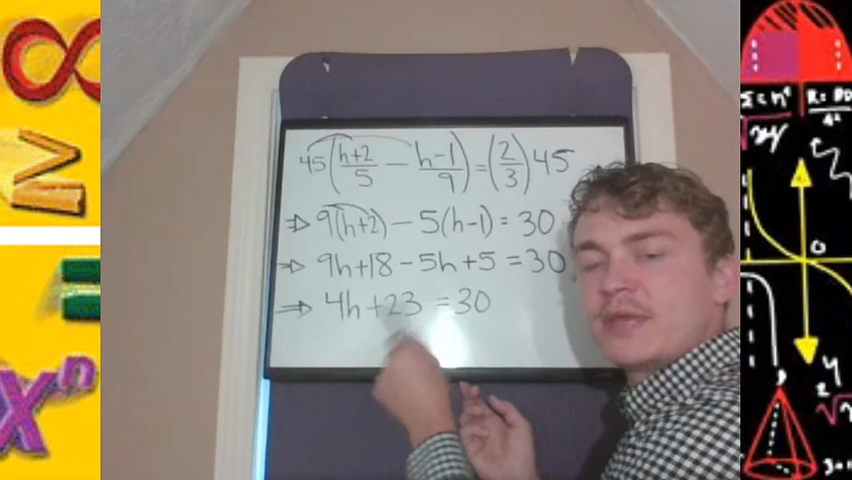 45(h+2/5 − h−1/9) = (2/3)45
⇒ 9(h+2) − 5(h−1) = 30
⇒ 9h+18 − 5h +5 = 30
⇒ 4h+23 = 30